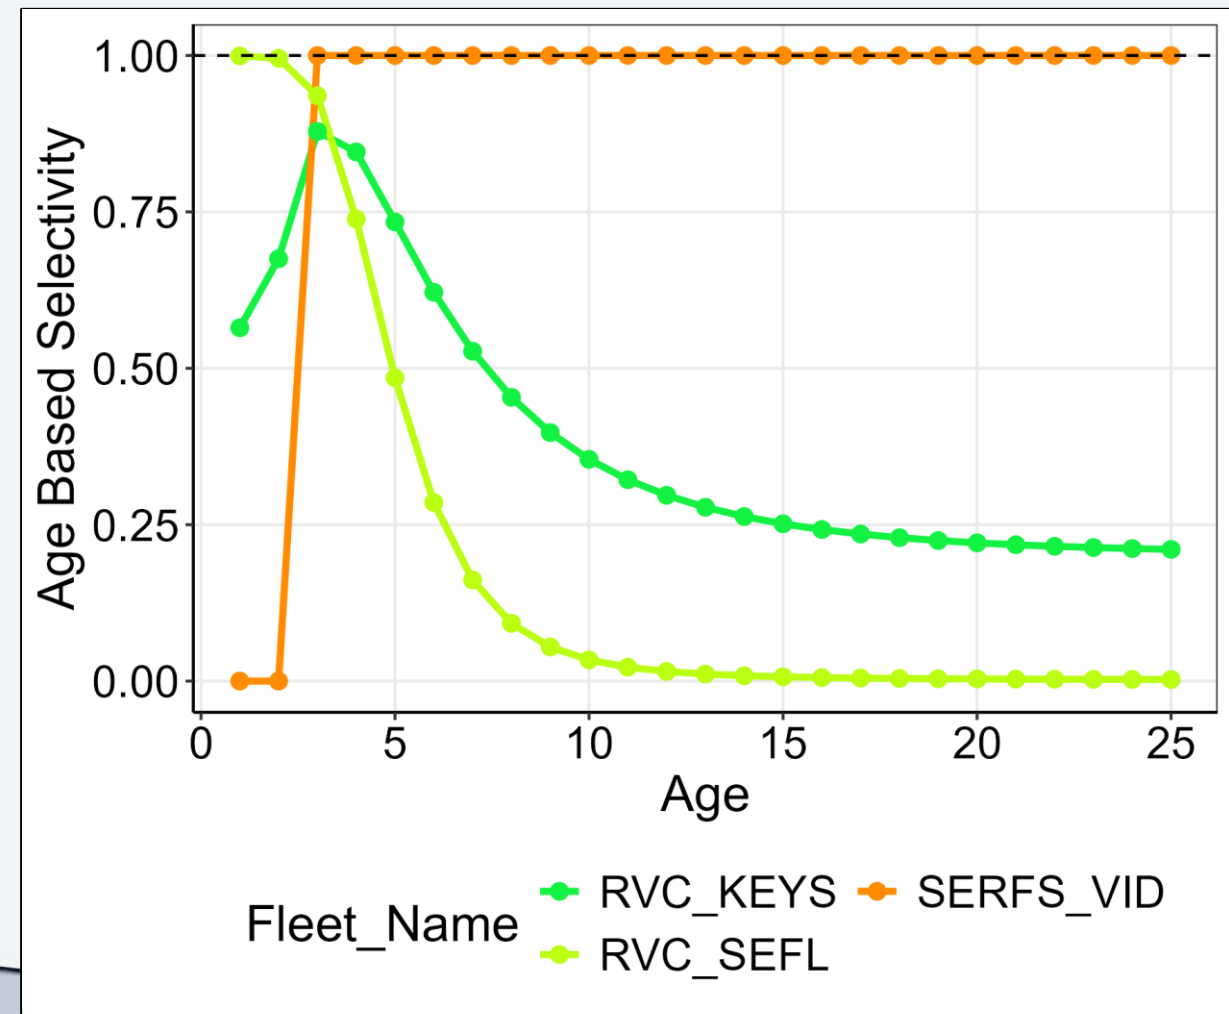 1.00
0.75
0.50
0.25
0.00
Age Based Selectivity
0 5 10 15 20 25
Age
Fleet_Name
RVC_KEYS SERFS_VID
RVC_SEFL